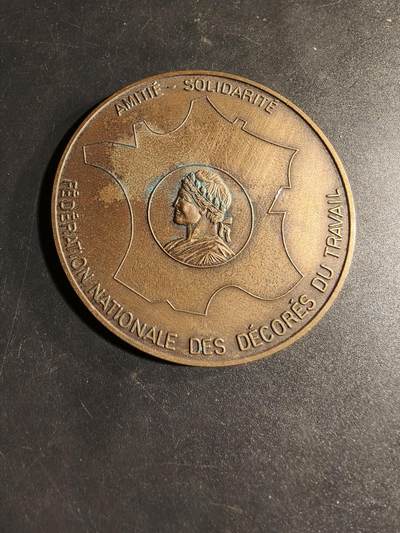 AMITIÉ - SOLIDARITÉ
FÉDÉRATION NATIONALE DES DÉCORÉS DU TRAVAIL